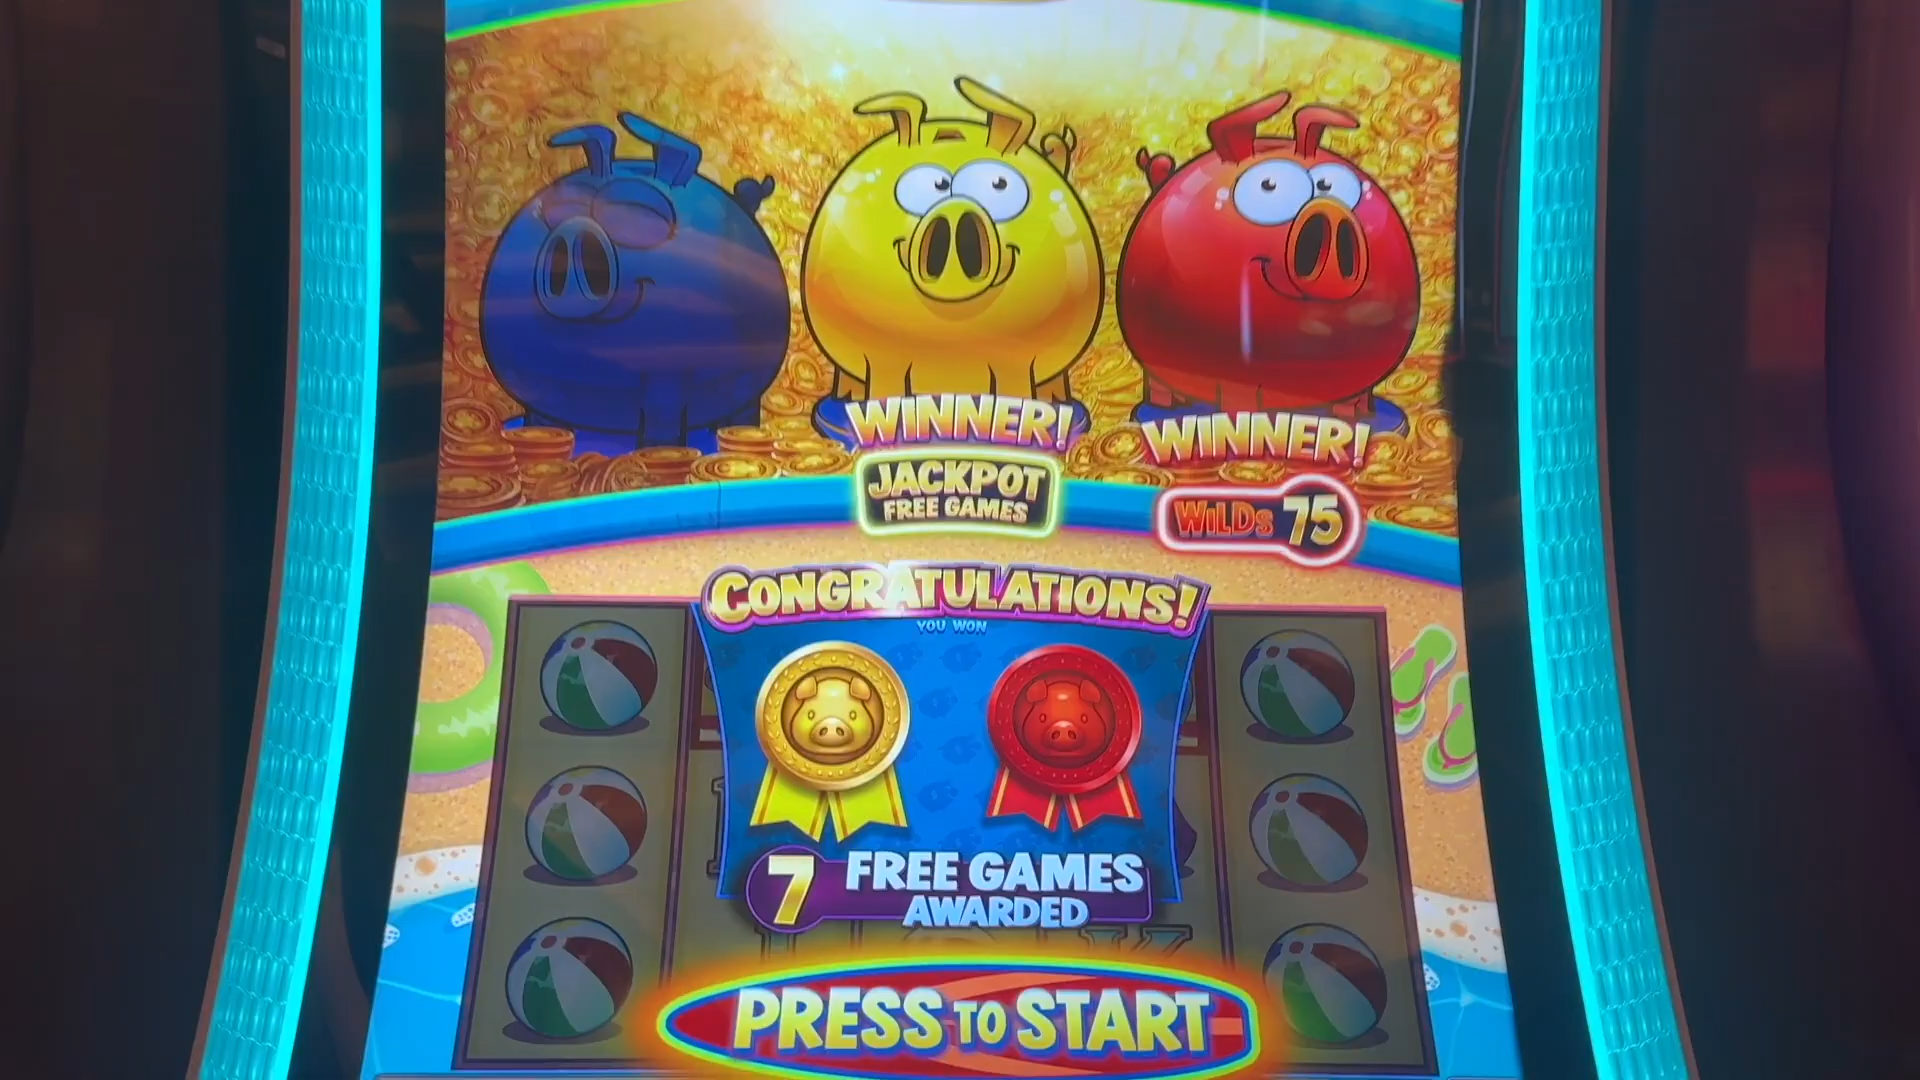 WINNER!
JACKPOT
FREE GAMES
WINNER!
WILDS 75
CONGRATULATIONS!
YOU WON
7 FREE GAMES
AWARDED
PRESS TO START